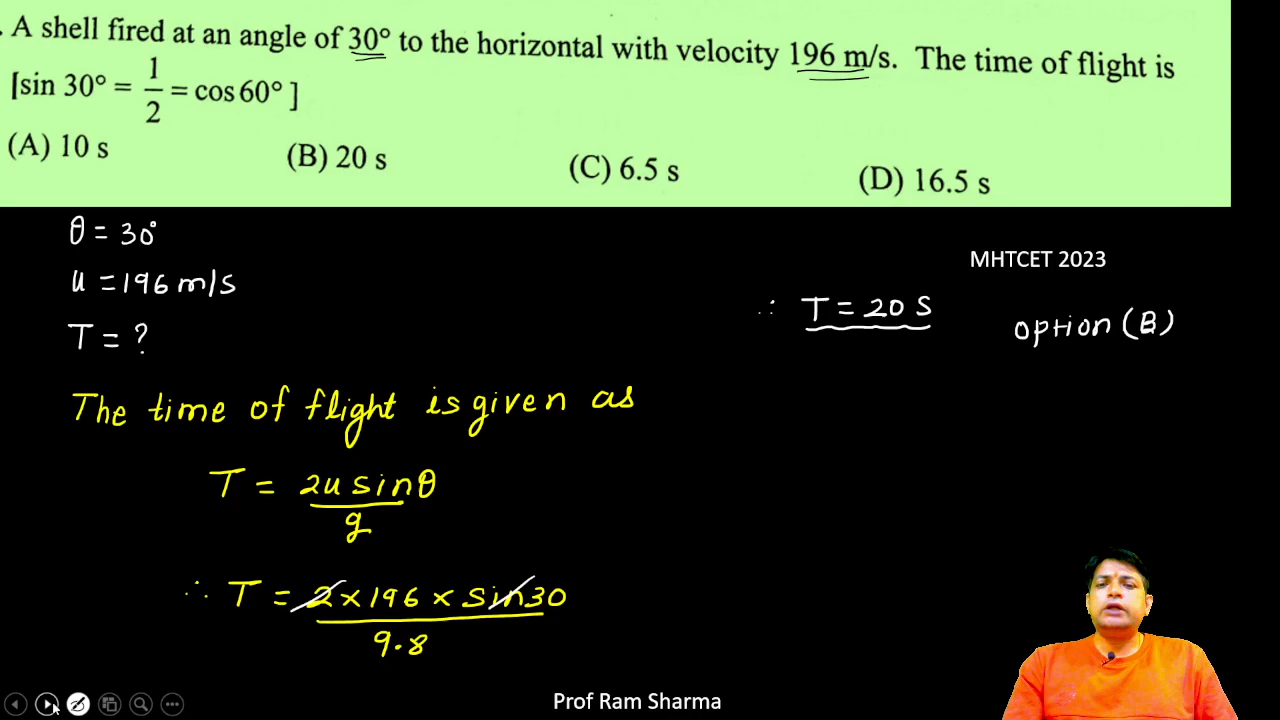 . A shell fired at an angle of 30° to the horizontal with velocity 196 m/s. The time of flight is
[sin 30° = 1/2 = cos 60° ]
(A) 10 s (B) 20 s (C) 6.5 s (D) 16.5 s
θ = 30°
u = 196 m/s
T = ?
The time of flight is given as
T = 2u sinθ / g
∴ T = 2 × 196 × sin30 / 9.8
MHTCET 2023
∴ T = 20 S option (B)
Prof Ram Sharma